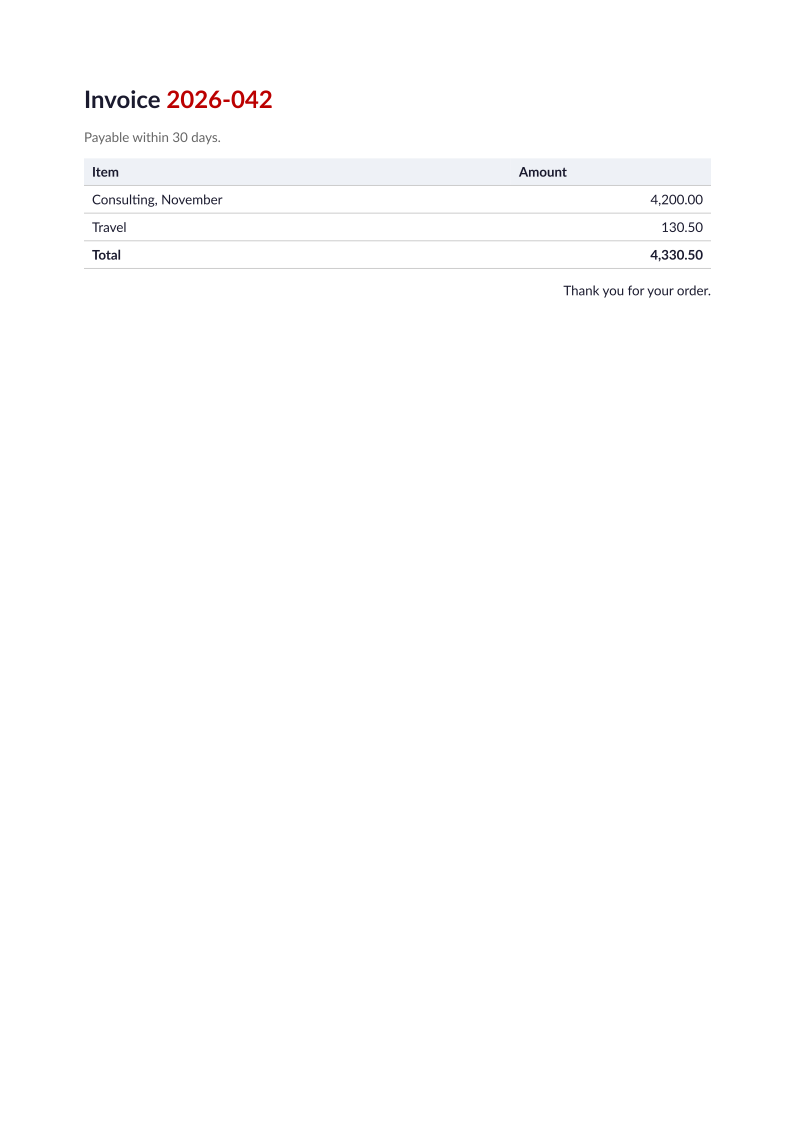 Invoice 2026-042
Payable within 30 days.
Item Amount
Consulting, November 4,200.00
Travel 130.50
Total 4,330.50
Thank you for your order.